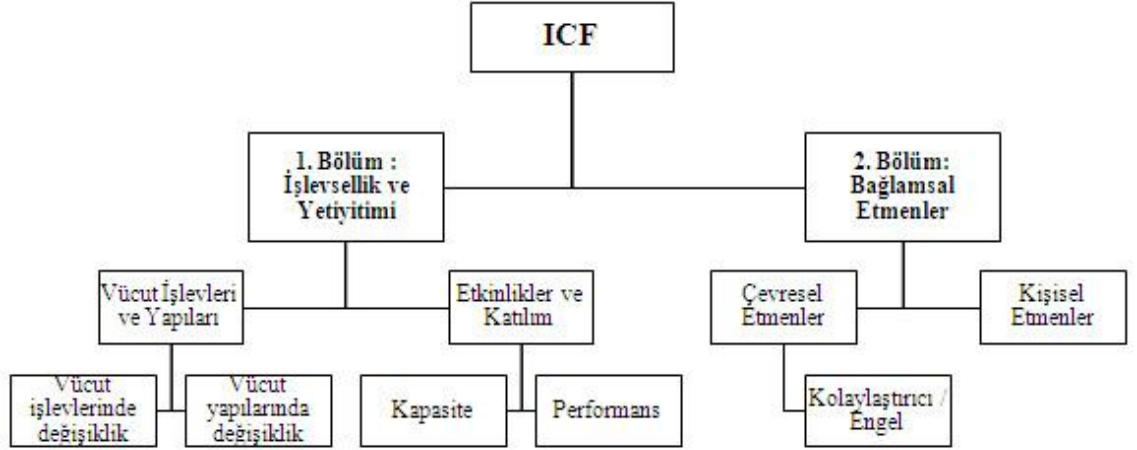 ICF
1. Bölüm :
İşlevsellik ve
Yetiyitimi
2. Bölüm:
Bağlamsal
Etmenler
Vücut İşlevleri
ve Yapıları
Etkinlikler ve
Katılım
Çevresel
Etmenler
Kişisel
Etmenler
Vücut
işlevlerinde
değişiklik
Vücut
yapılarında
değişiklik
Kapasite
Performans
Kolaylaştırıcı /
Engel